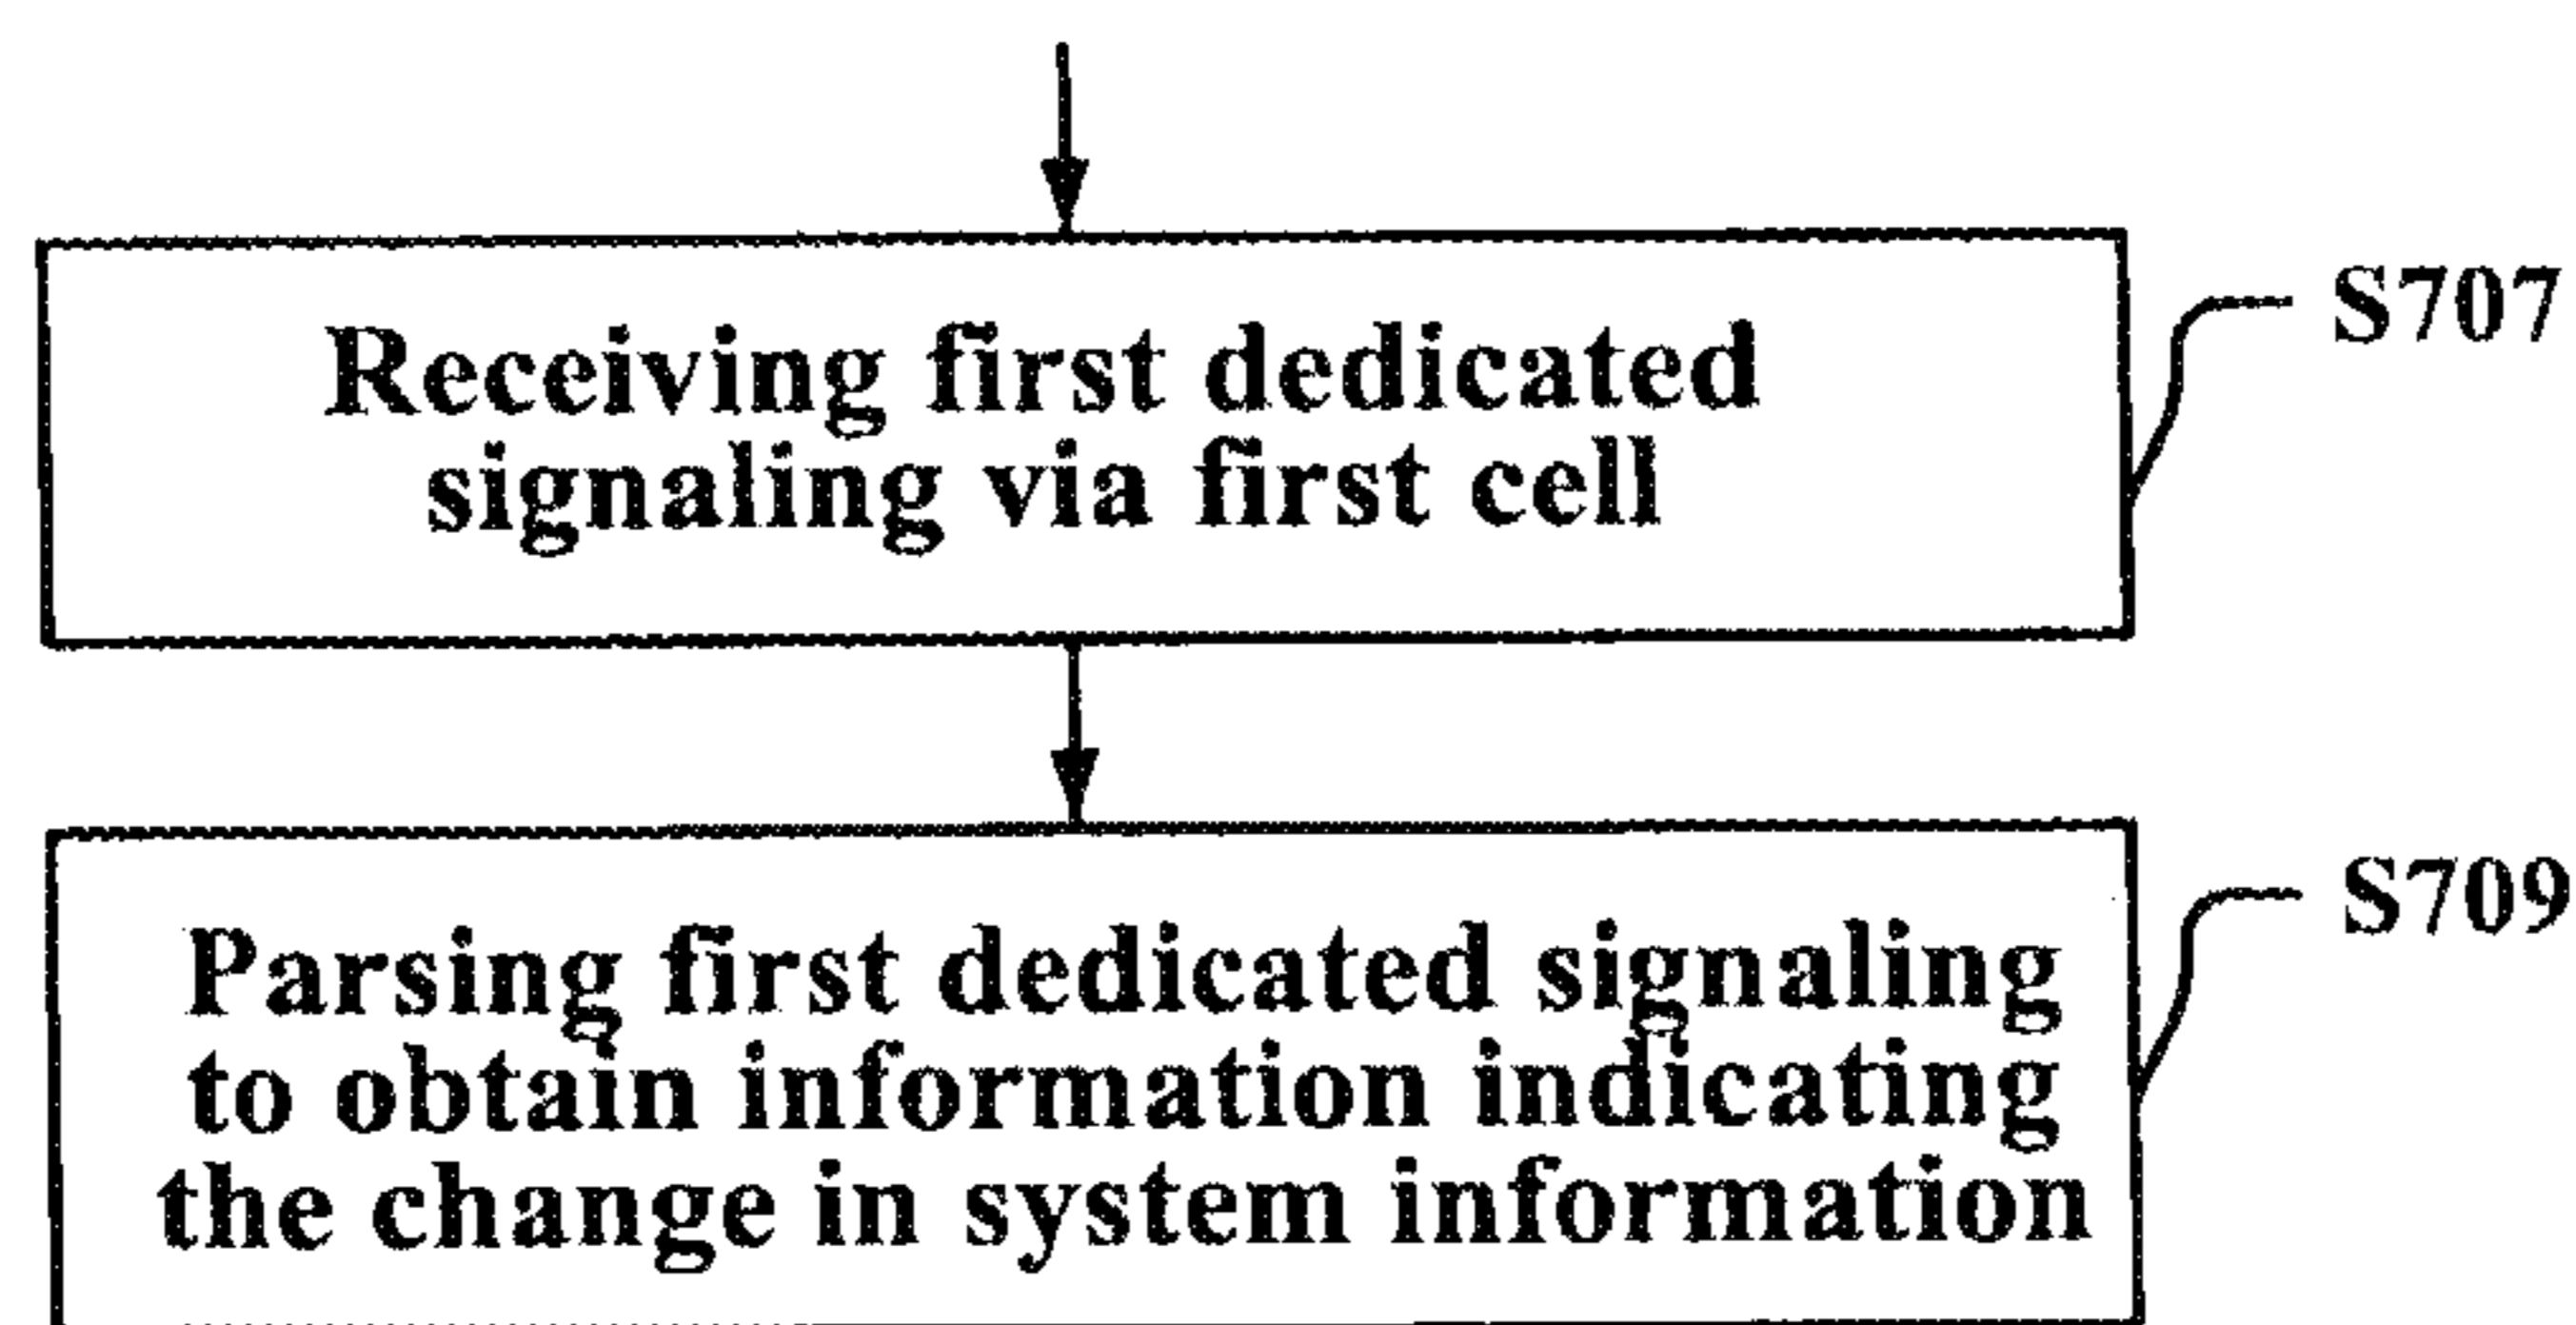 Receiving first dedicated
signaling via first cell
S707
Parsing first dedicated signaling
to obtain information indicating
the change in system information
S709